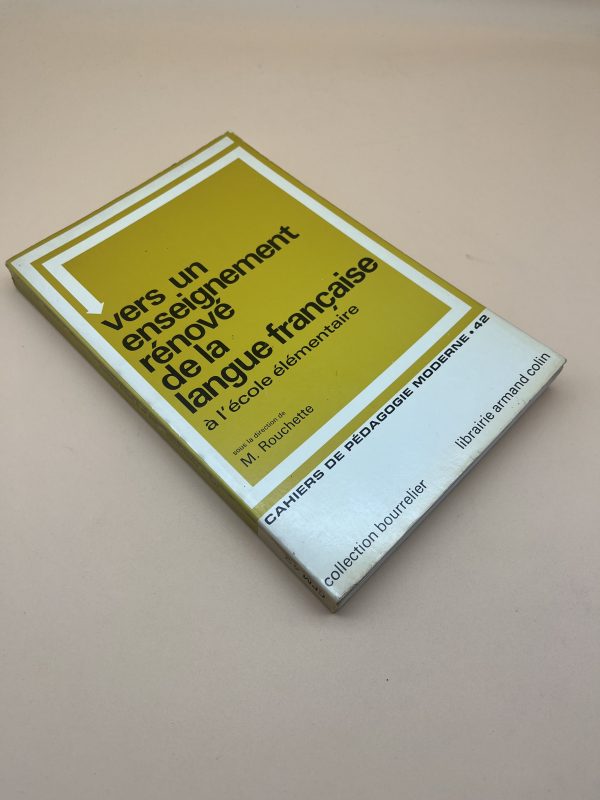 vers un
enseignement
rénové
de la
langue française
à l'école élémentaire
sous la direction de
M. Rouchette
CAHIERS DE PÉDAGOGIE MODERNE • 42
collection bourrelier
librairie armand colin